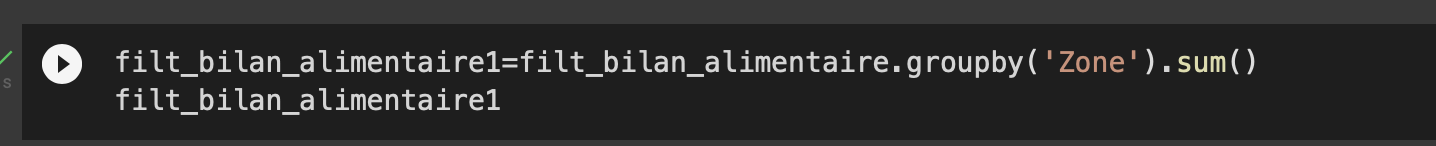 filt_bilan_alimentaire1=filt_bilan_alimentaire.groupby('Zone').sum()
s
filt_bilan_alimentaire1